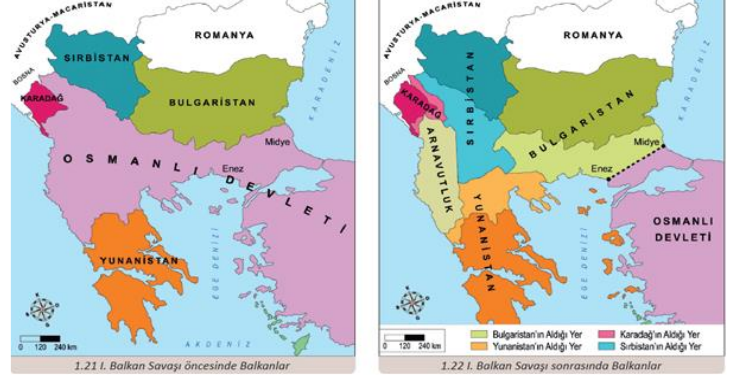 AVUSTURYA-MACARİSTAN
ROMANYA
BOSNA
SIRBİSTAN
KARADAĞ
BULGARİSTAN
KARADENİZ
Midye
OSMANLI DEVLETİ
Enez
YUNANİSTAN
EGE DENİZİ
AKDENİZ
0 120 240 km
1.21 I. Balkan Savaşı öncesinde Balkanlar
AVUSTURYA-MACARİSTAN
ROMANYA
BOSNA
SIRBİSTAN
KARADAĞ
BULGARİSTAN
KARADENİZ
Midye
ARNAVUTLUK
Enez
OSMANLI
DEVLETİ
YUNANİSTAN
EGE DENİZİ
0 120 240 km
Bulgaristan'ın Aldığı Yer
Karadağ'ın Aldığı Yer
Yunanistan'ın Aldığı Yer
Sırbistan'ın Aldığı Yer
1.22 I. Balkan Savaşı sonrasında Balkanlar